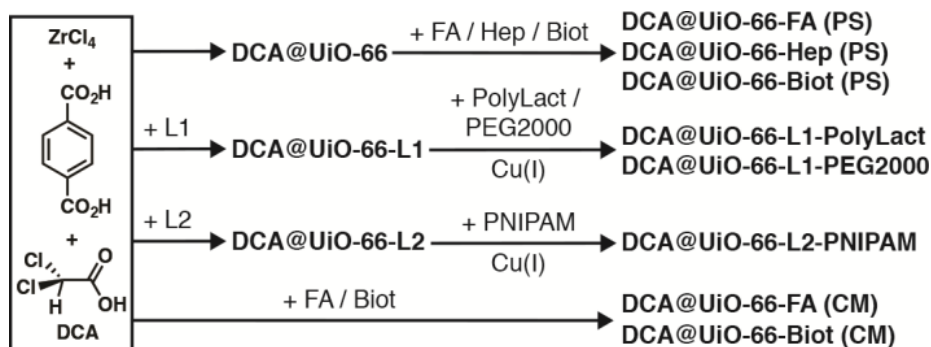 ZrCl4
+
CO2H
CO2H
+
Cl
Cl
H
O
OH
DCA
DCA@UiO-66
+ FA / Hep / Biot
DCA@UiO-66-FA (PS)
DCA@UiO-66-Hep (PS)
DCA@UiO-66-Biot (PS)
+ L1
DCA@UiO-66-L1
+ PolyLact /
PEG2000
Cu(I)
DCA@UiO-66-L1-PolyLact
DCA@UiO-66-L1-PEG2000
+ L2
DCA@UiO-66-L2
+ PNIPAM
Cu(I)
DCA@UiO-66-L2-PNIPAM
+ FA / Biot
DCA@UiO-66-FA (CM)
DCA@UiO-66-Biot (CM)